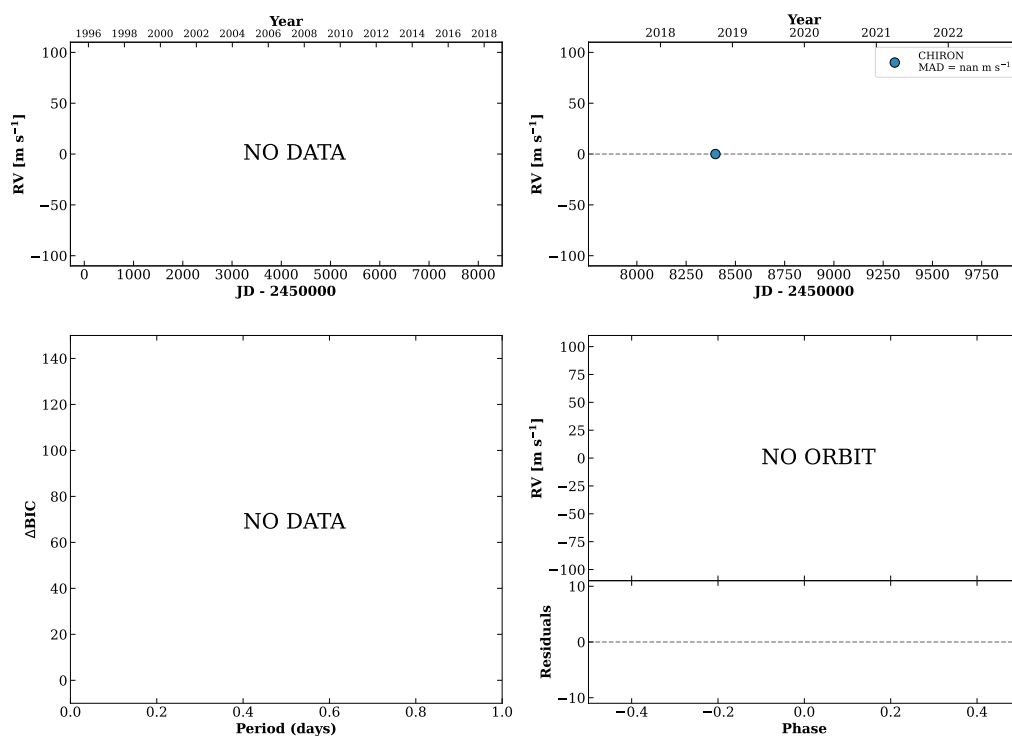 Year
1996 1998 2000 2002 2004 2006 2008 2010 2012 2014 2016 2018
100
50
0
−50
−100
RV [m s⁻¹]
NO DATA
0 1000 2000 3000 4000 5000 6000 7000 8000
JD - 2450000
Year
2018 2019 2020 2021 2022
CHIRON
MAD = nan m s⁻¹
100
50
0
−50
−100
RV [m s⁻¹]
8000 8250 8500 8750 9000 9250 9500 9750
JD - 2450000
140
120
100
80
60
40
20
0
ΔBIC
NO DATA
0.0 0.2 0.4 0.6 0.8 1.0
Period (days)
100
75
50
25
0
−25
−50
−75
−100
RV [m s⁻¹]
NO ORBIT
10
0
−10
Residuals
−0.4 −0.2 0.0 0.2 0.4
Phase